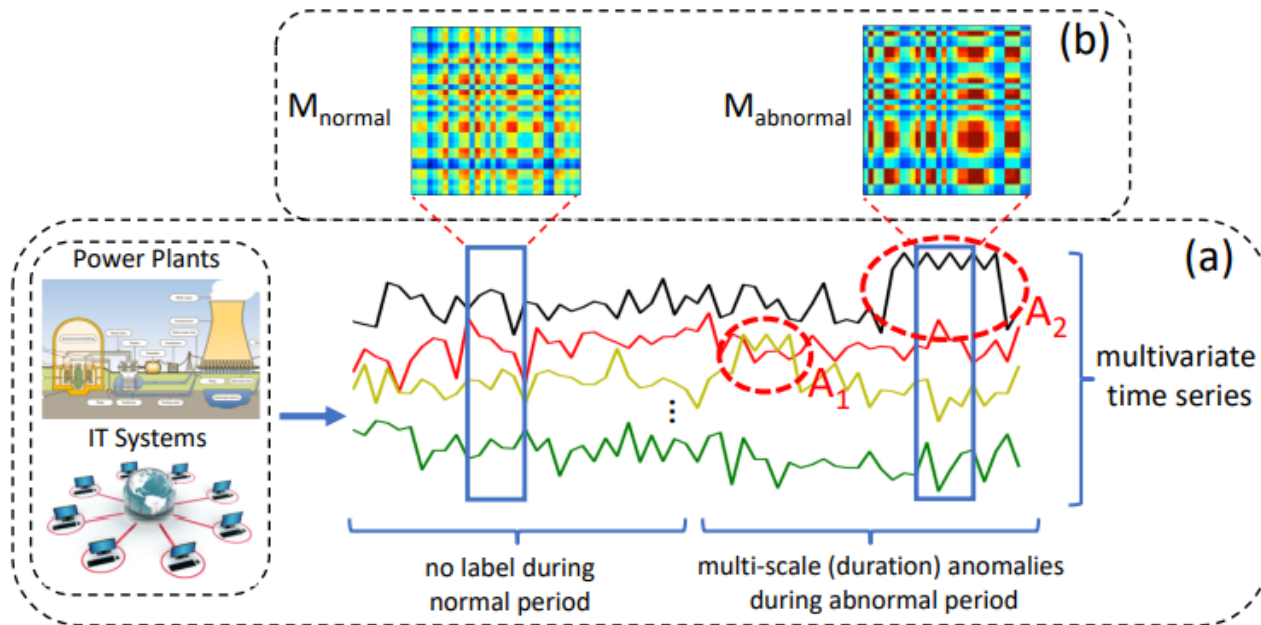 (b)
M_normal
M_abnormal
(a)
Power Plants
IT Systems
A_1
A_2
...
multivariate
time series
no label during
normal period
multi-scale (duration) anomalies
during abnormal period